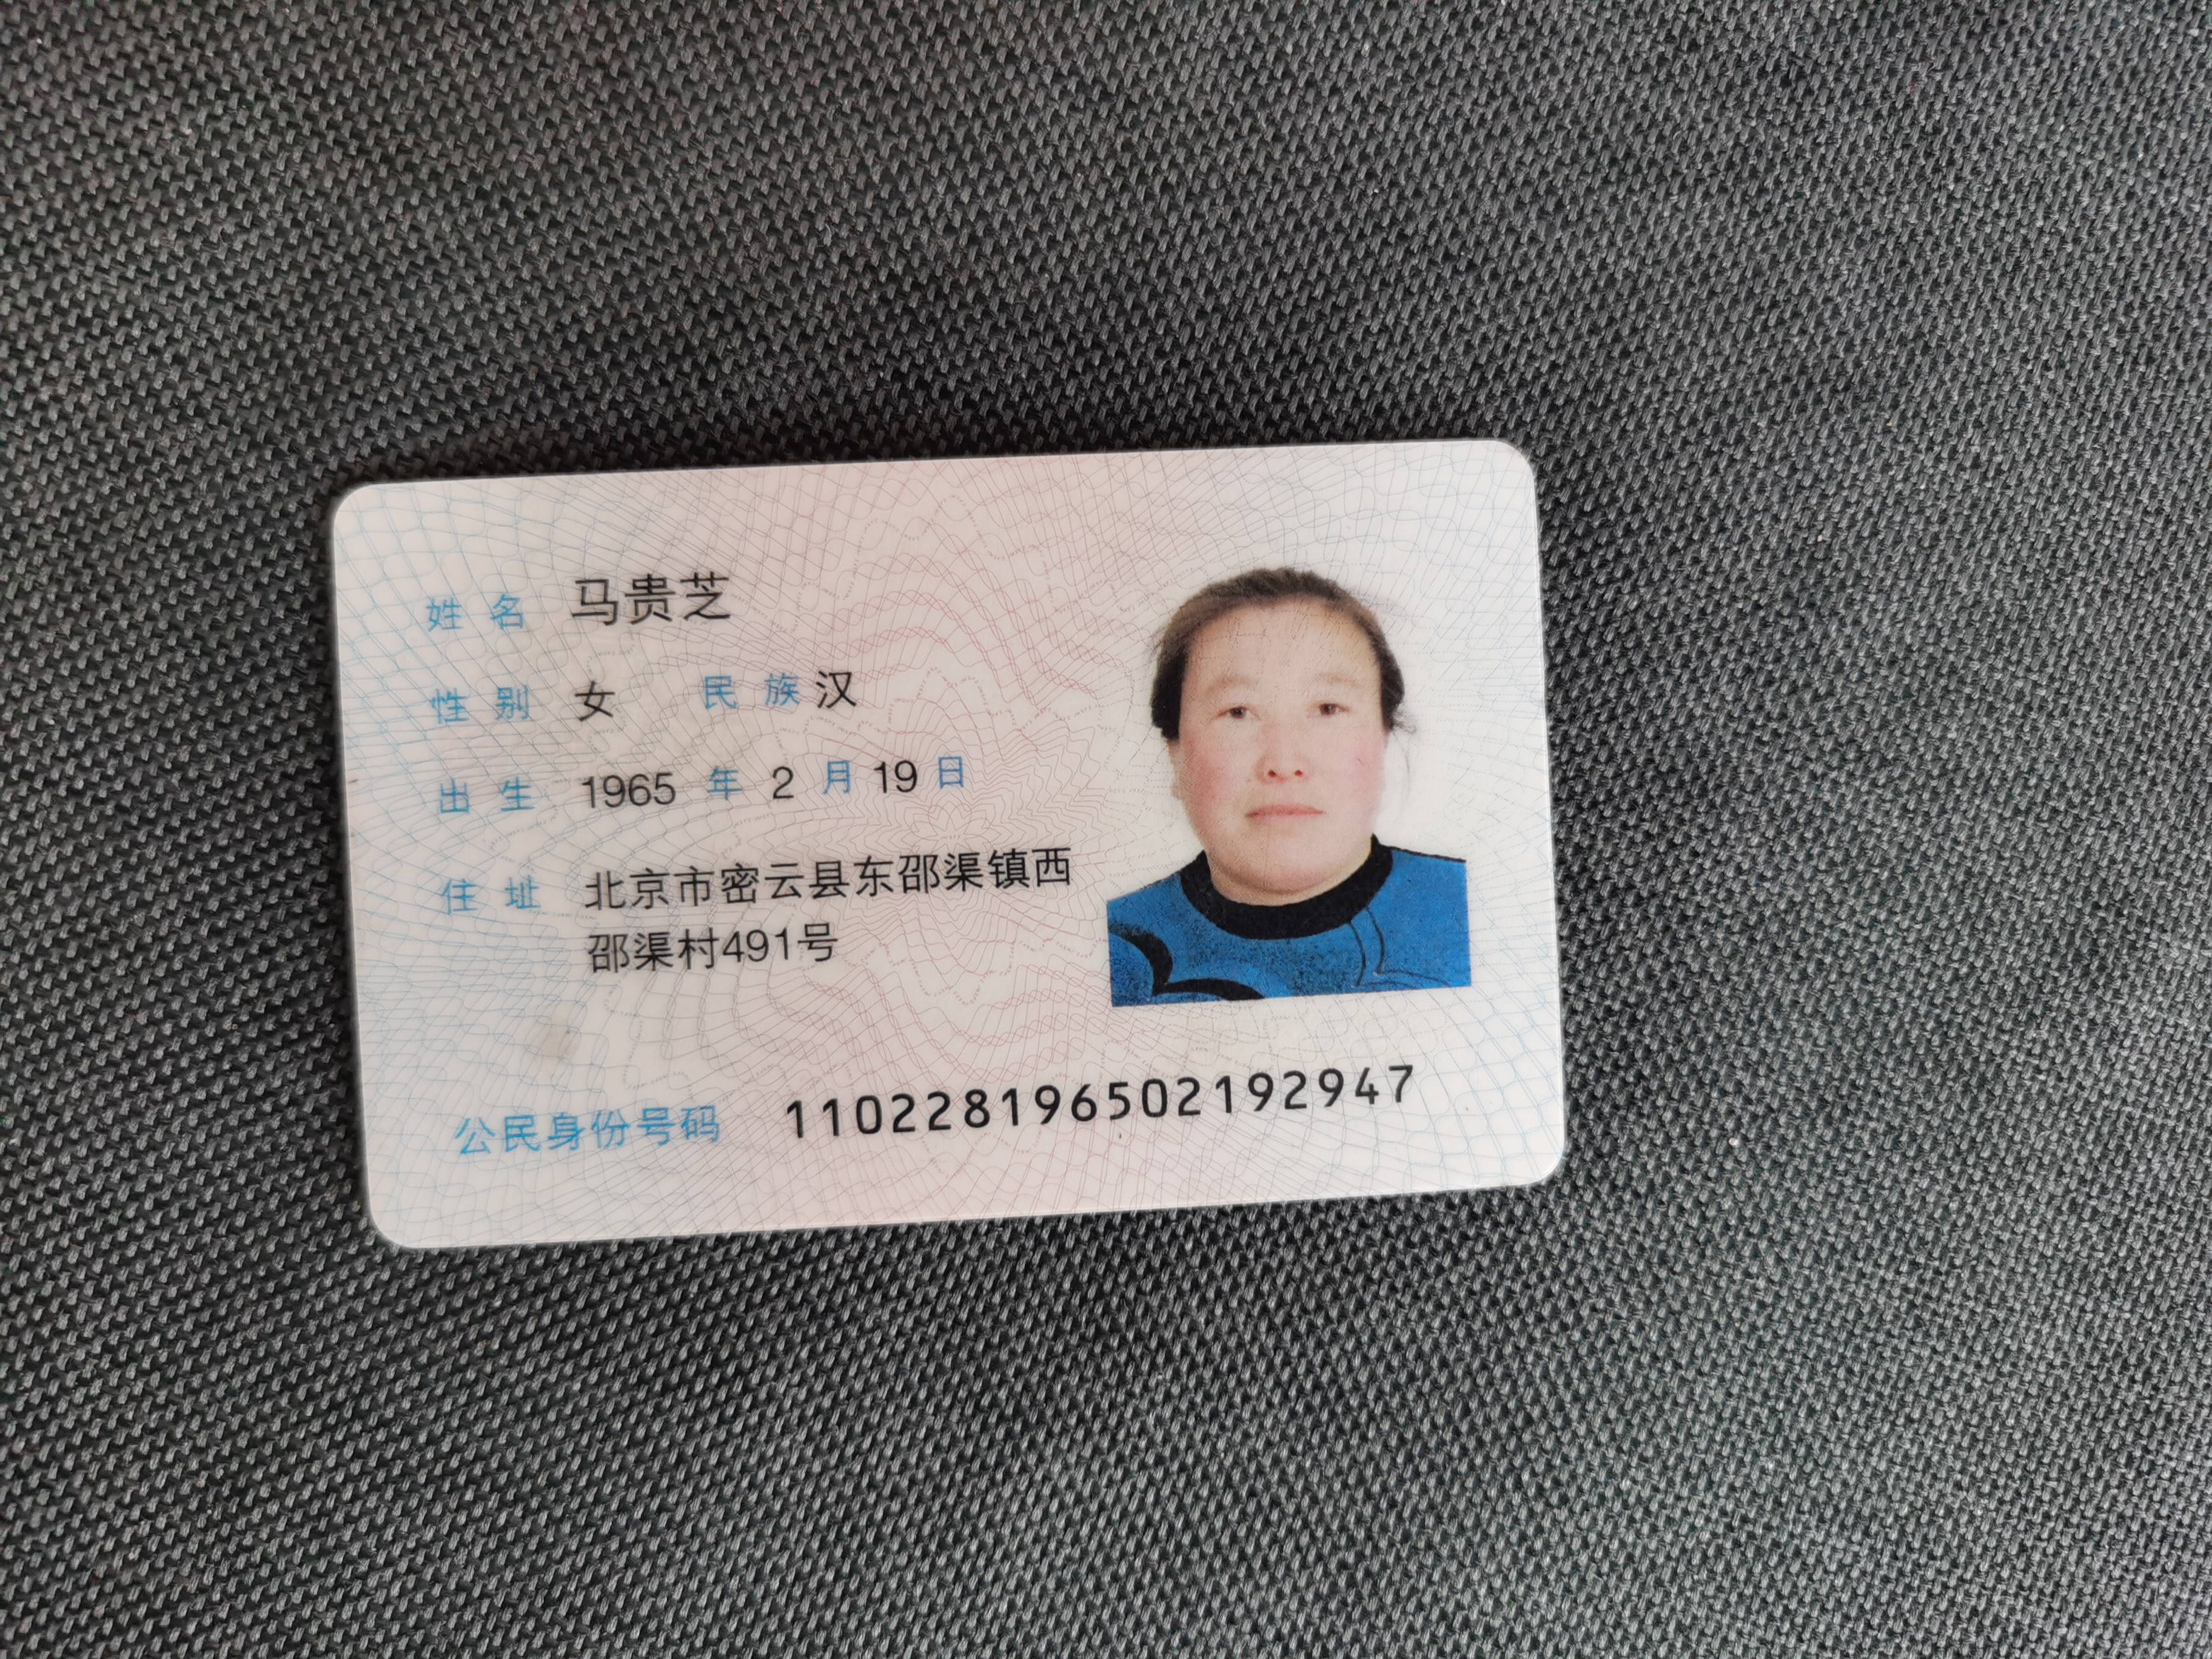 姓名 马贵芝
性别 女 民族 汉
出生 1965 年 2 月 19 日
住址 北京市密云县东邵渠镇西
邵渠村491号
公民身份号码 110228196502192947